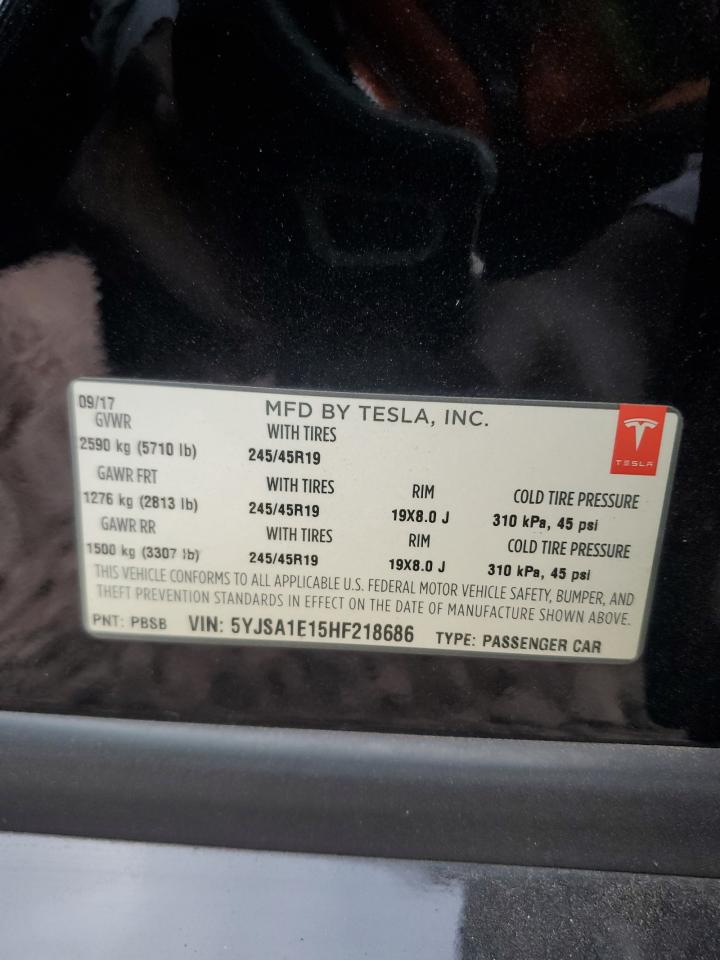 09/17 MFD BY TESLA, INC.
GVWR WITH TIRES
2590 kg (5710 lb) 245/45R19
GAWR FRT WITH TIRES RIM COLD TIRE PRESSURE
1276 kg (2813 lb) 245/45R19 19X8.0 J 310 kPa, 45 psi
GAWR RR WITH TIRES RIM COLD TIRE PRESSURE
1500 kg (3307 lb) 245/45R19 19X8.0 J 310 kPa, 45 psi
THIS VEHICLE CONFORMS TO ALL APPLICABLE U.S. FEDERAL MOTOR VEHICLE SAFETY, BUMPER, AND
THEFT PREVENTION STANDARDS IN EFFECT ON THE DATE OF MANUFACTURE SHOWN ABOVE.
PNT: PBSB VIN: 5YJSA1E15HF218686 TYPE: PASSENGER CAR
TESLA